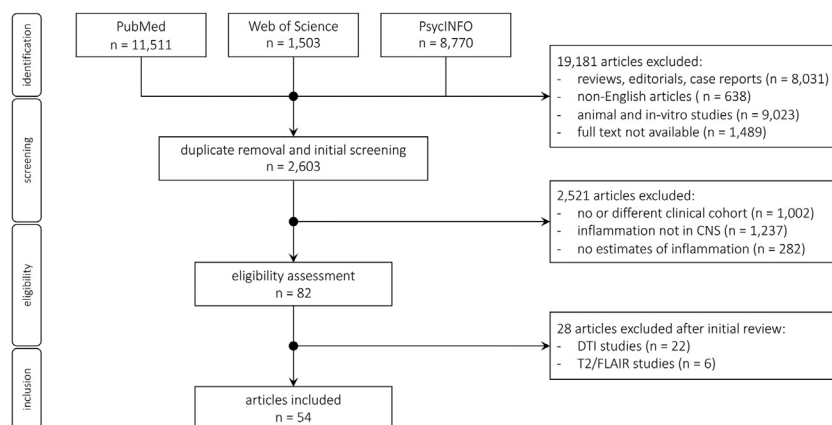 identification
PubMed
n = 11,511
Web of Science
n = 1,503
PsycINFO
n = 8,770
19,181 articles excluded:
- reviews, editorials, case reports (n = 8,031)
- non-English articles ( n = 638)
- animal and in-vitro studies (n = 9,023)
- full text not available (n = 1,489)
screening
duplicate removal and initial screening
n = 2,603
2,521 articles excluded:
- no or different clinical cohort (n = 1,002)
- inflammation not in CNS (n = 1,237)
- no estimates of inflammation (n = 282)
eligibility
eligibility assessment
n = 82
28 articles excluded after initial review:
- DTI studies (n = 22)
- T2/FLAIR studies (n = 6)
inclusion
articles included
n = 54